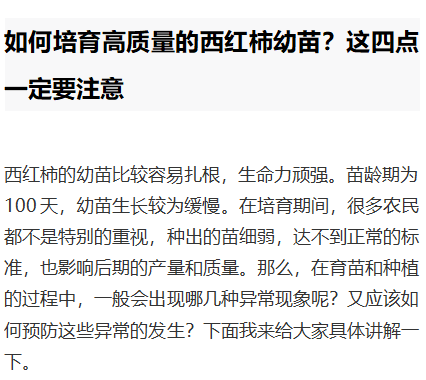 如何培育高质量的西红柿幼苗？这四点
一定要注意
西红柿的幼苗比较容易扎根，生命力顽强。苗龄期为
100天，幼苗生长较为缓慢。在培育期间，很多农民
都不是特别的重视，种出的苗细弱，达不到正常的标
准，也影响后期的产量和质量。那么，在育苗和种植
的过程中，一般会出现哪几种异常现象呢？又应该如
何预防这些异常的发生？下面我来给大家具体讲解一
下。